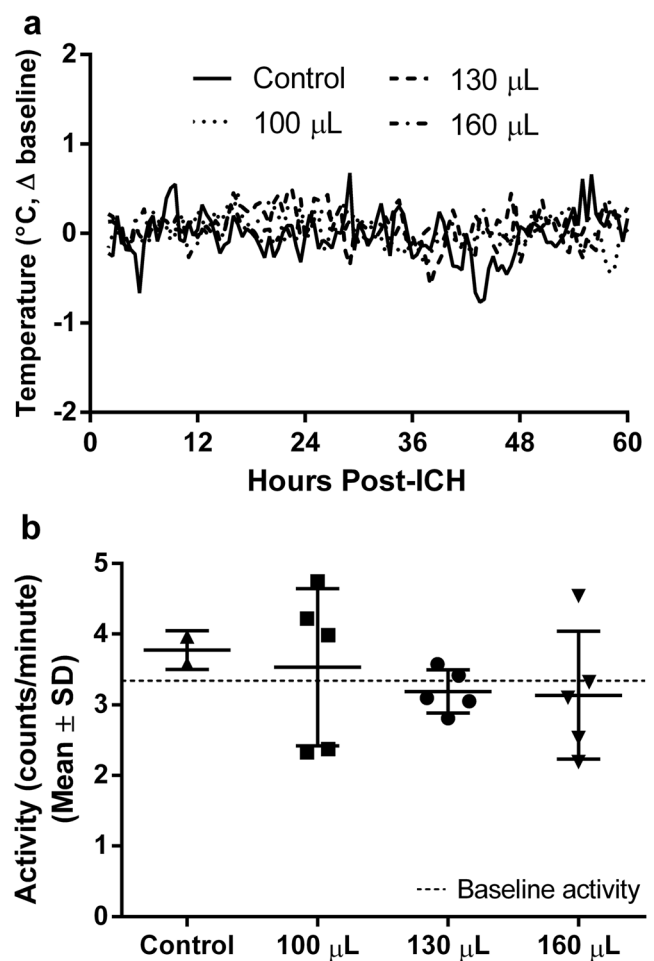 a
Temperature (°C, Δ baseline)
2
1
0
-1
-2
Control
100 μL
130 μL
160 μL
0 12 24 36 48 60
Hours Post-ICH
b
Activity (counts/minute)
(Mean ± SD)
5
4
3
2
1
0
Baseline activity
Control 100 μL 130 μL 160 μL